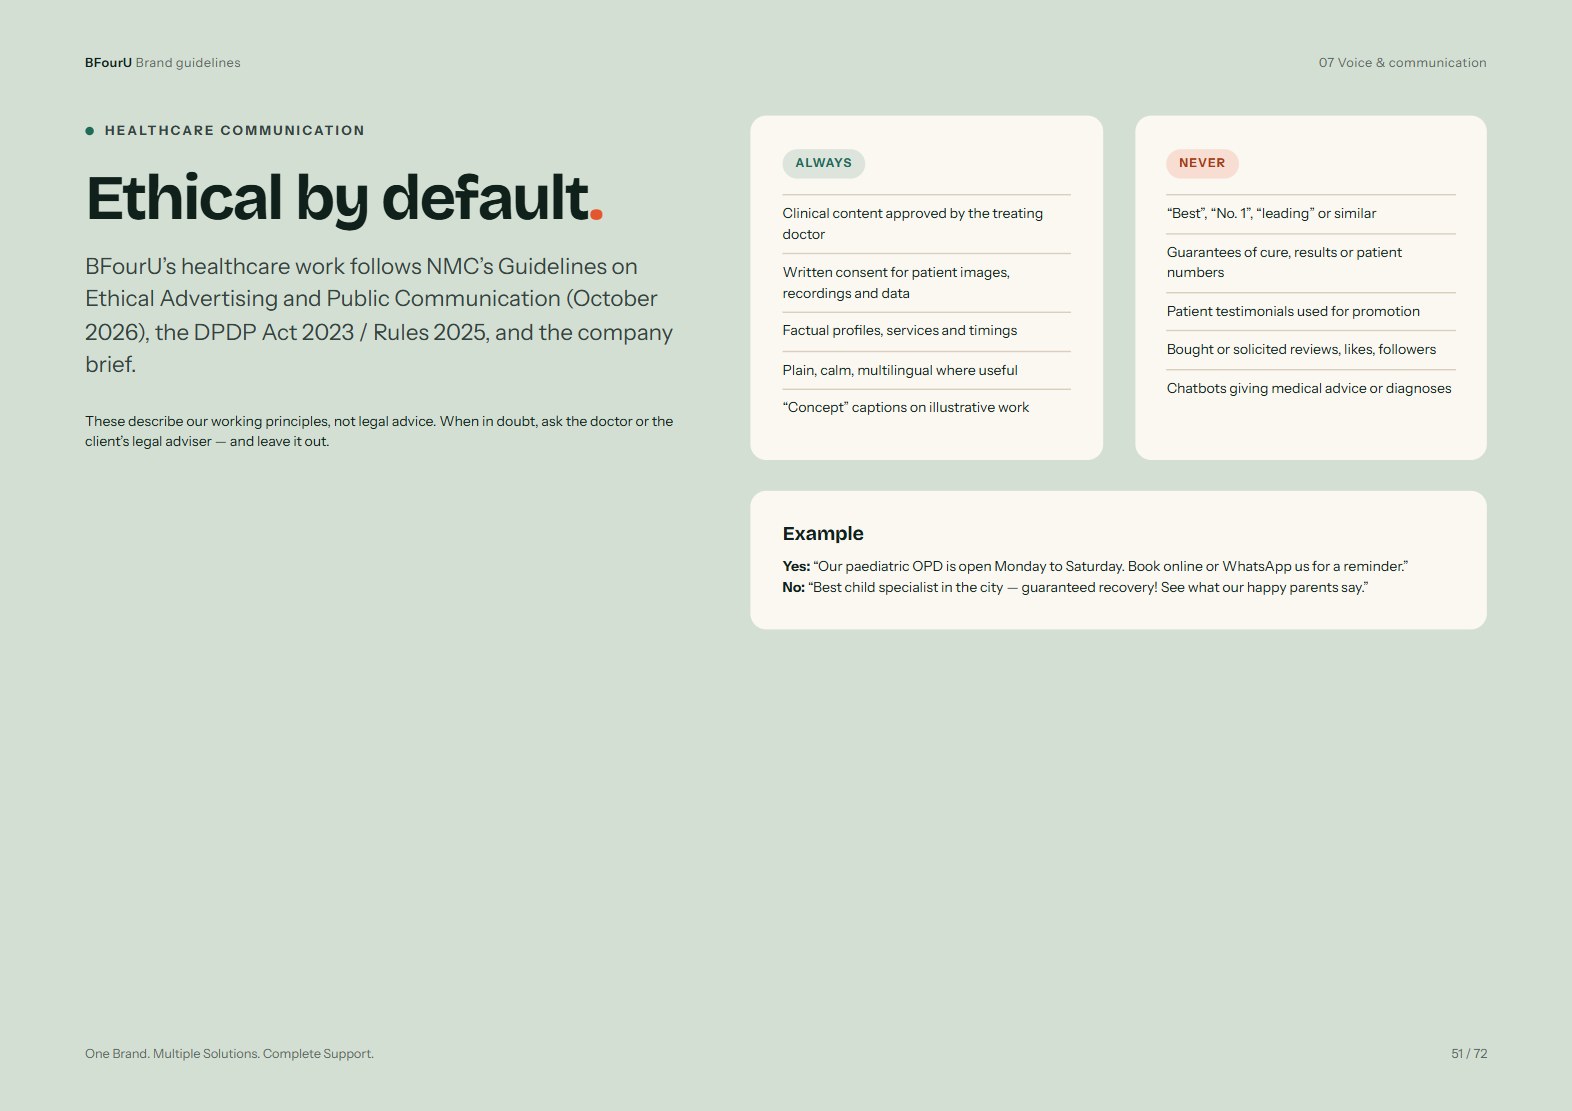 BFourU Brand guidelines
07 Voice & communication
HEALTHCARE COMMUNICATION
Ethical by default.
BFourU’s healthcare work follows NMC’s Guidelines on
Ethical Advertising and Public Communication (October
2026), the DPDP Act 2023 / Rules 2025, and the company
brief.
These describe our working principles, not legal advice. When in doubt, ask the doctor or the
client’s legal adviser — and leave it out.
ALWAYS
Clinical content approved by the treating
doctor
Written consent for patient images,
recordings and data
Factual profiles, services and timings
Plain, calm, multilingual where useful
“Concept” captions on illustrative work
NEVER
“Best”, “No. 1”, “leading” or similar
Guarantees of cure, results or patient
numbers
Patient testimonials used for promotion
Bought or solicited reviews, likes, followers
Chatbots giving medical advice or diagnoses
Example
Yes: “Our paediatric OPD is open Monday to Saturday. Book online or WhatsApp us for a reminder.”
No: “Best child specialist in the city — guaranteed recovery! See what our happy parents say.”
One Brand. Multiple Solutions. Complete Support.
51 / 72